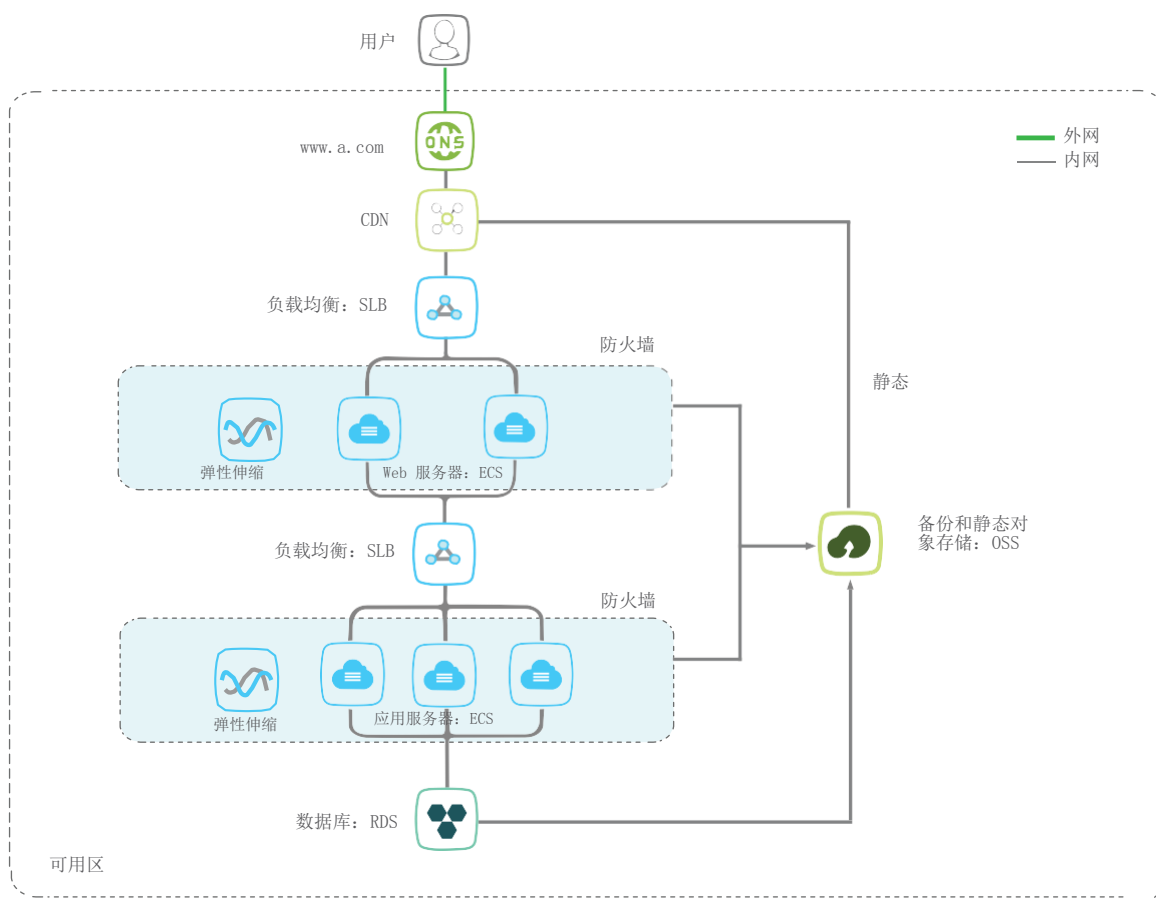 用户
ONS
www.a.com
外网
内网
CDN
负载均衡: SLB
防火墙
静态
弹性伸缩
Web 服务器: ECS
备份和静态对
象存储: OSS
负载均衡: SLB
防火墙
弹性伸缩
应用服务器: ECS
数据库: RDS
可用区